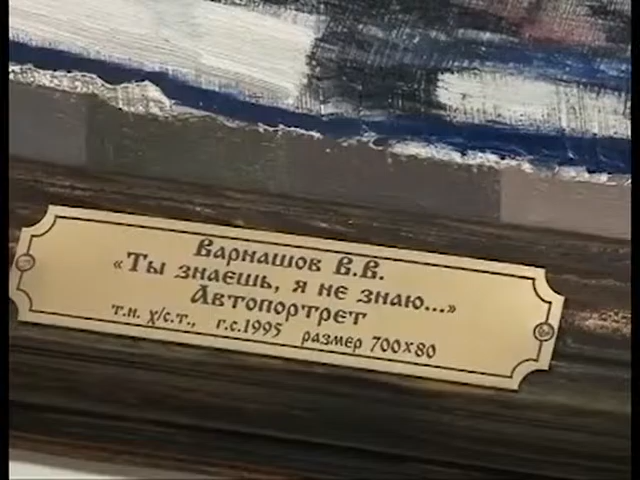 Варнашов В.В.
«Ты знаешь, я не знаю...»
Автопортрет
т.н. х/с.т., г.с.1995 размер 700х80